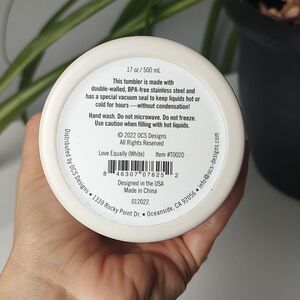 17 oz / 500 mL
This tumbler is made with
double-walled, BPA-free stainless steel and
has a special vacuum seal to keep liquids hot or
cold for hours —without condensation!
Hand wash. Do not microwave. Do not freeze.
Use caution when filling with hot liquids.
© 2022 OCS Designs
All Rights Reserved
Love Equally (White) Item #T0020
8 46307 07625 2
Designed in the USA
Made in China
012022
Distributed by OCS Designs • 1339 Rocky Point Dr. • Oceanside, CA 92056 • info@ocs-designs.com